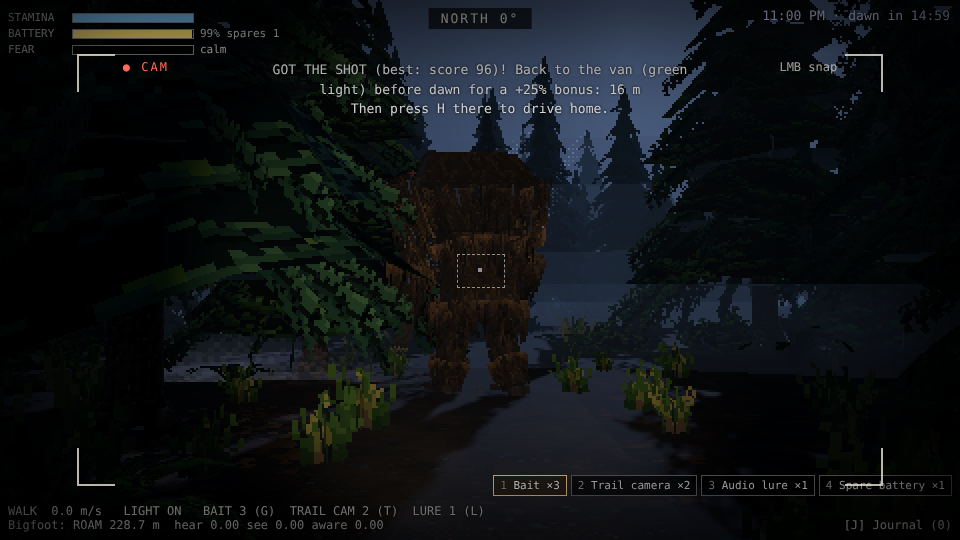 STAMINA
BATTERY 99% spares 1
FEAR calm
NORTH 0°
11:00 PM · dawn in 14:59
● CAM
LMB snap
GOT THE SHOT (best: score 96)! Back to the van (green
light) before dawn for a +25% bonus: 16 m
Then press H there to drive home.
1 Bait ×3
2 Trail camera ×2
3 Audio lure ×1
4 Spare battery ×1
WALK 0.0 m/s LIGHT ON BAIT 3 (G) TRAIL CAM 2 (T) LURE 1 (L)
Bigfoot: ROAM 228.7 m hear 0.00 see 0.00 aware 0.00
[J] Journal (0)